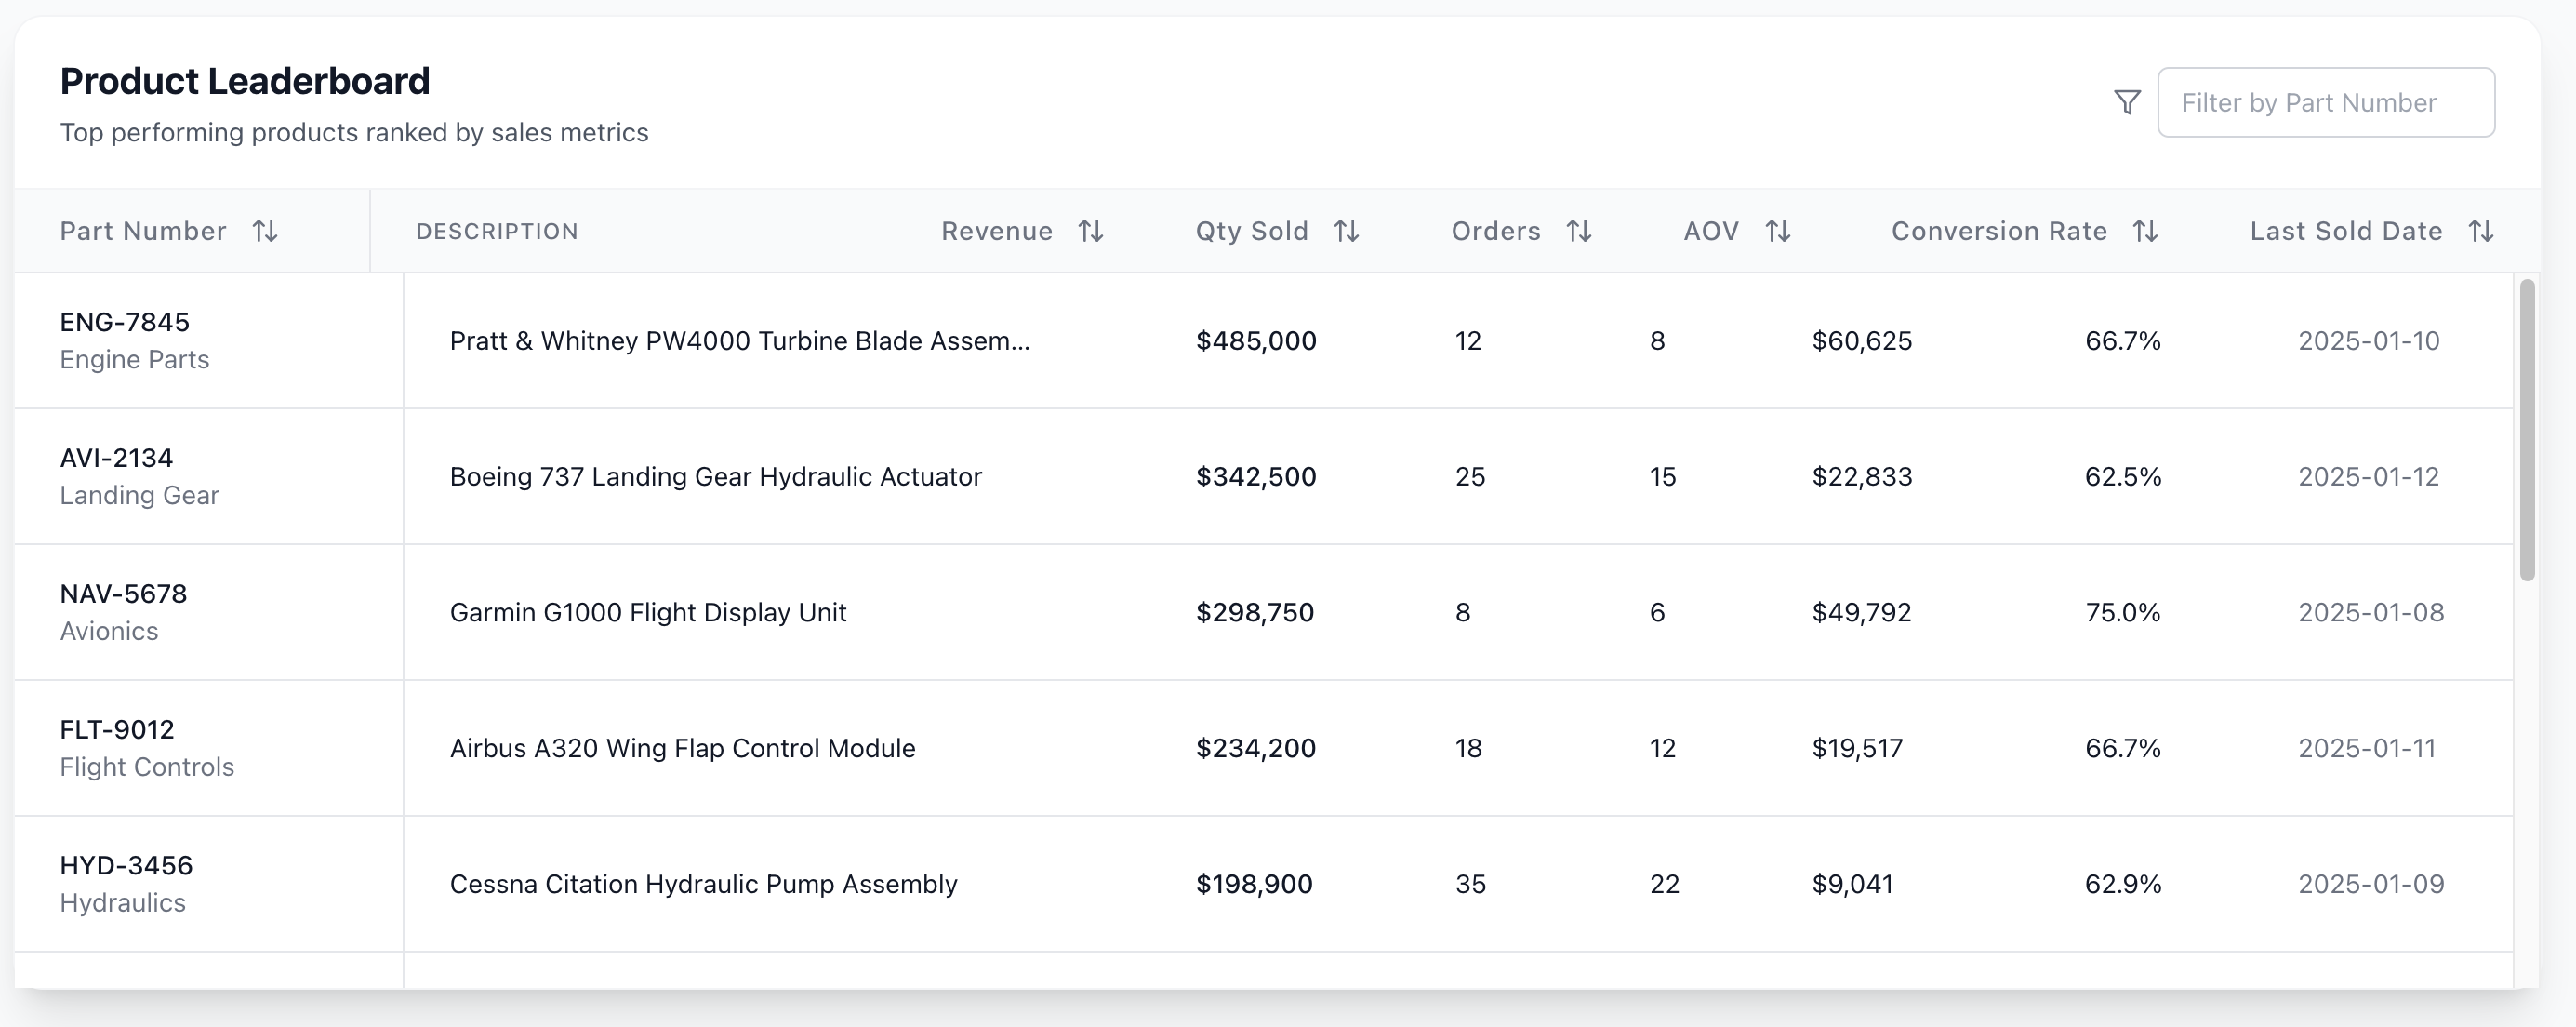 Product Leaderboard
Top performing products ranked by sales metrics
Filter by Part Number
Part Number DESCRIPTION Revenue Qty Sold Orders AOV Conversion Rate Last Sold Date
ENG-7845
Engine Parts
Pratt & Whitney PW4000 Turbine Blade Assem... $485,000 12 8 $60,625 66.7% 2025-01-10
AVI-2134
Landing Gear
Boeing 737 Landing Gear Hydraulic Actuator $342,500 25 15 $22,833 62.5% 2025-01-12
NAV-5678
Avionics
Garmin G1000 Flight Display Unit $298,750 8 6 $49,792 75.0% 2025-01-08
FLT-9012
Flight Controls
Airbus A320 Wing Flap Control Module $234,200 18 12 $19,517 66.7% 2025-01-11
HYD-3456
Hydraulics
Cessna Citation Hydraulic Pump Assembly $198,900 35 22 $9,041 62.9% 2025-01-09